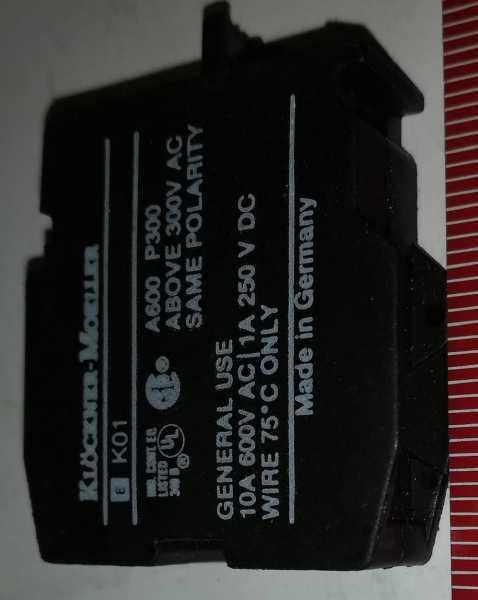 KLÖCKNER-MOELLER
E K01
IND. CONT EQ
LISTED
UL
A600 P300
ABOVE 300V AC
SAME POLARITY
GENERAL USE
10A 600V AC | 1A 250 V DC
WIRE 75°C ONLY
Made in Germany